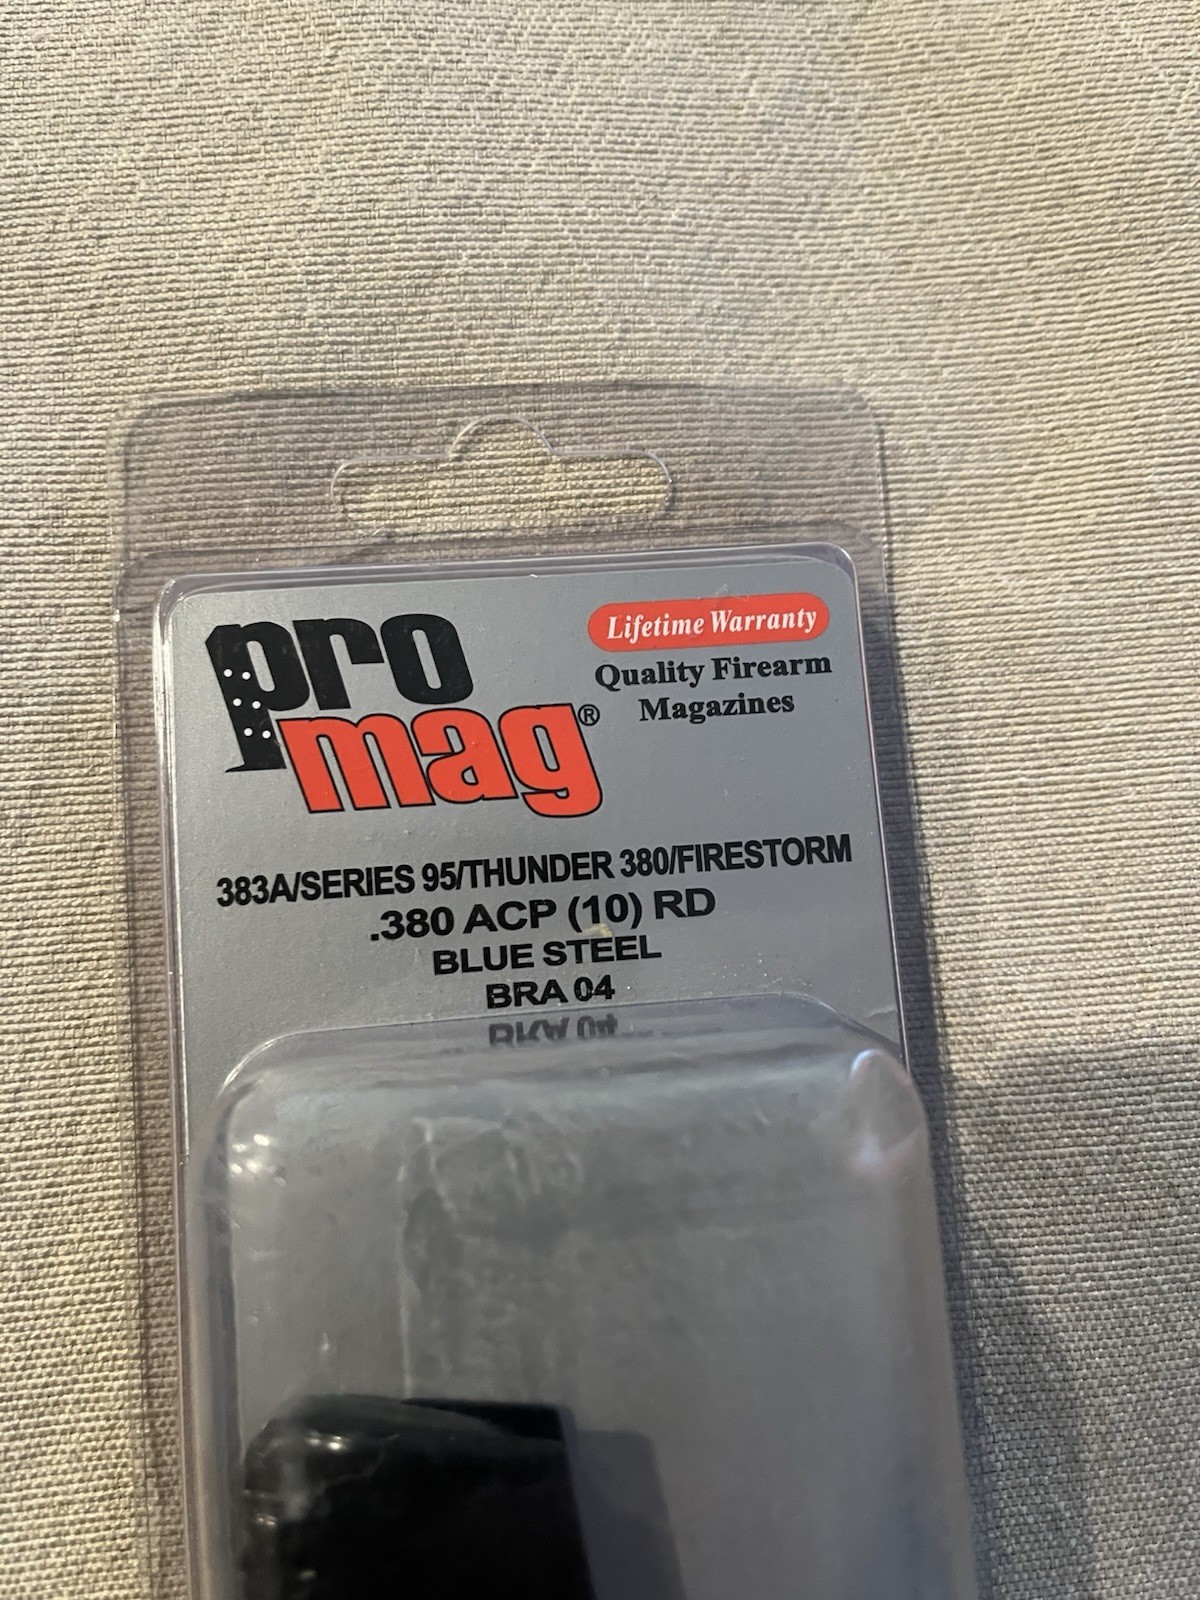 pro
mag®
Lifetime Warranty
Quality Firearm
Magazines
383A/SERIES 95/THUNDER 380/FIRESTORM
.380 ACP (10) RD
BLUE STEEL
BRA 04